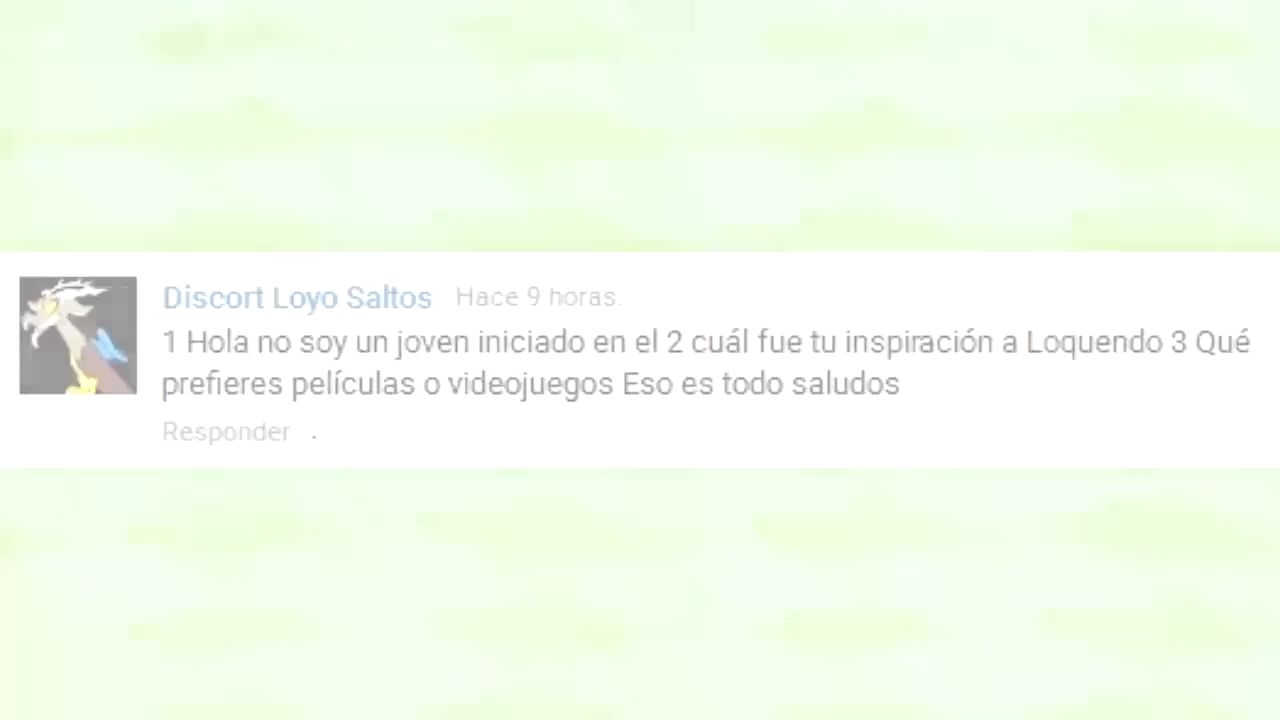 Discort Loyo Saltos Hace 9 horas.
1 Hola no soy un joven iniciado en el 2 cuál fue tu inspiración a Loquendo 3 Qué
prefieres películas o videojuegos Eso es todo saludos
Responder .